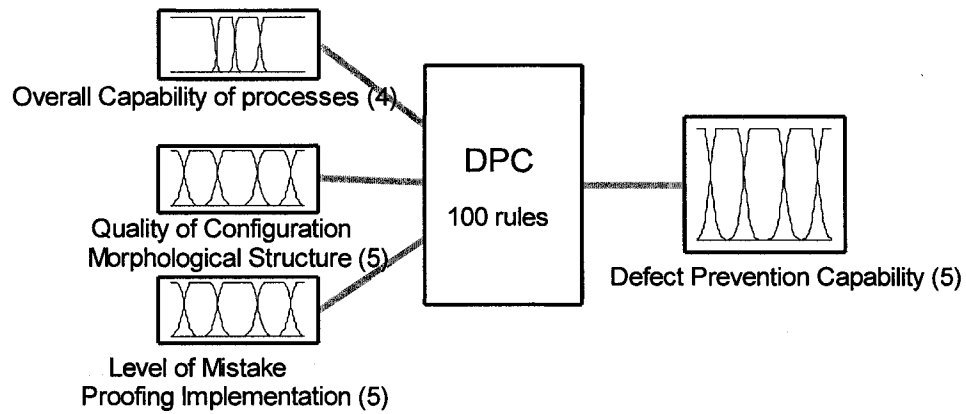 Overall Capability of processes (4)
Quality of Configuration
Morphological Structure (5)
Level of Mistake
Proofing Implementation (5)
DPC
100 rules
Defect Prevention Capability (5)